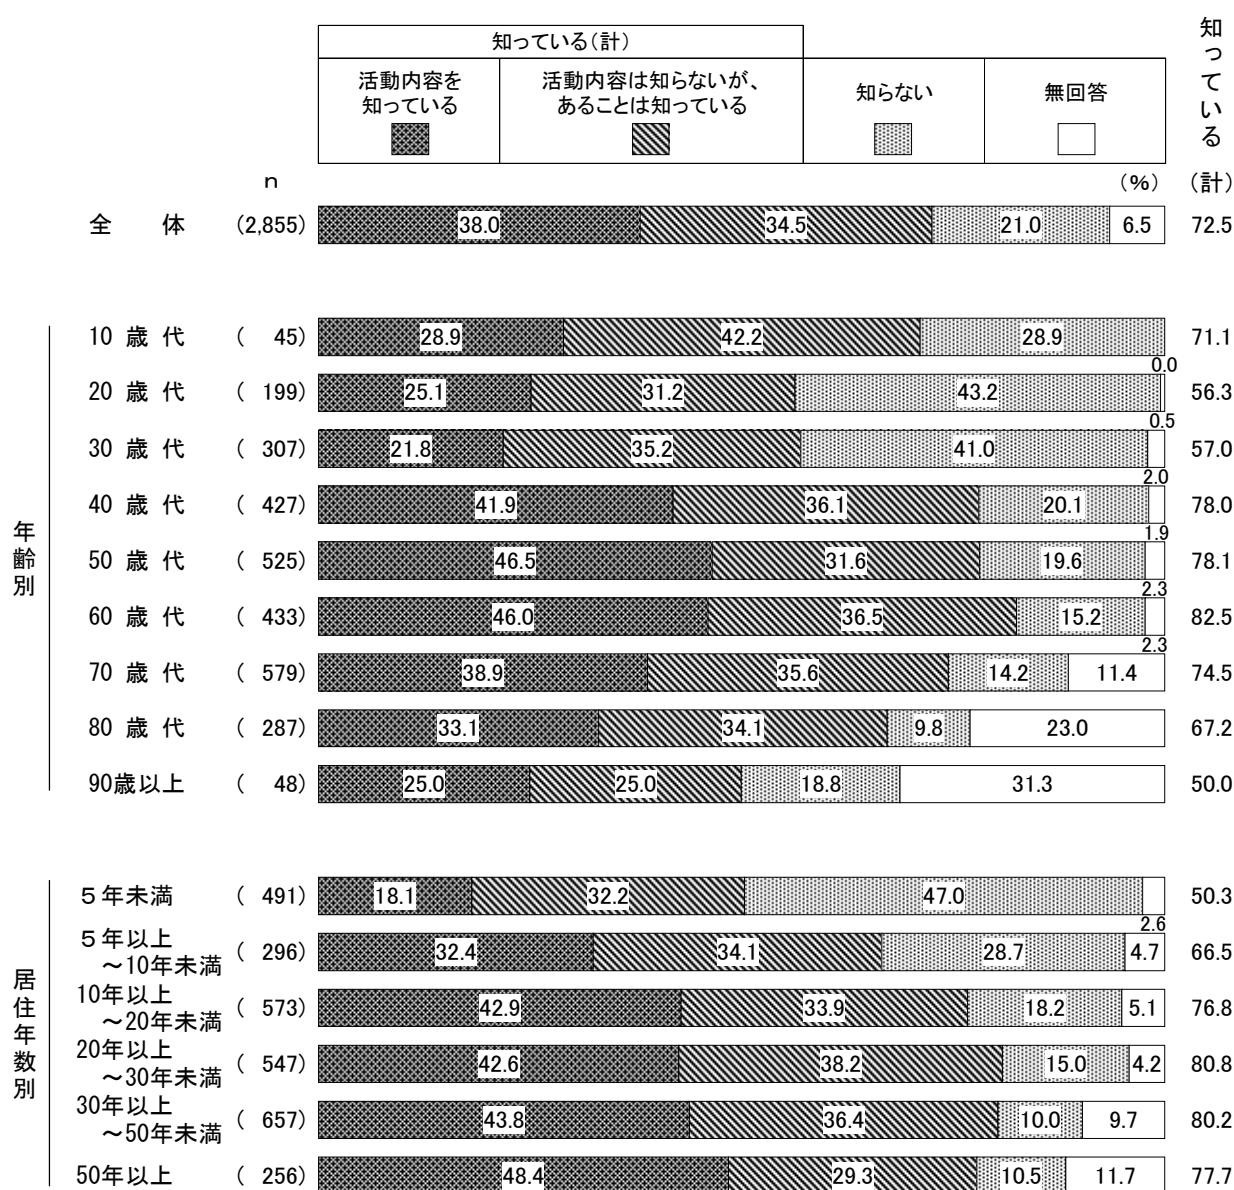 知っている（計）
活動内容を
知っている
活動内容は知らないが、
あることは知っている
知らない
無回答
知っている
（計）
n
（%）
全　体 (2,855) 38.0 34.5 21.0 6.5 72.5
年齢別
10 歳 代 ( 45) 28.9 42.2 28.9 0.0 71.1
20 歳 代 ( 199) 25.1 31.2 43.2 0.5 56.3
30 歳 代 ( 307) 21.8 35.2 41.0 2.0 57.0
40 歳 代 ( 427) 41.9 36.1 20.1 1.9 78.0
50 歳 代 ( 525) 46.5 31.6 19.6 2.3 78.1
60 歳 代 ( 433) 46.0 36.5 15.2 2.3 82.5
70 歳 代 ( 579) 38.9 35.6 14.2 11.4 74.5
80 歳 代 ( 287) 33.1 34.1 9.8 23.0 67.2
90歳以上 ( 48) 25.0 25.0 18.8 31.3 50.0
居住年数別
５年未満 ( 491) 18.1 32.2 47.0 2.6 50.3
５年以上
～10年未満 ( 296) 32.4 34.1 28.7 4.7 66.5
10年以上
～20年未満 ( 573) 42.9 33.9 18.2 5.1 76.8
20年以上
～30年未満 ( 547) 42.6 38.2 15.0 4.2 80.8
30年以上
～50年未満 ( 657) 43.8 36.4 10.0 9.7 80.2
50年以上 ( 256) 48.4 29.3 10.5 11.7 77.7